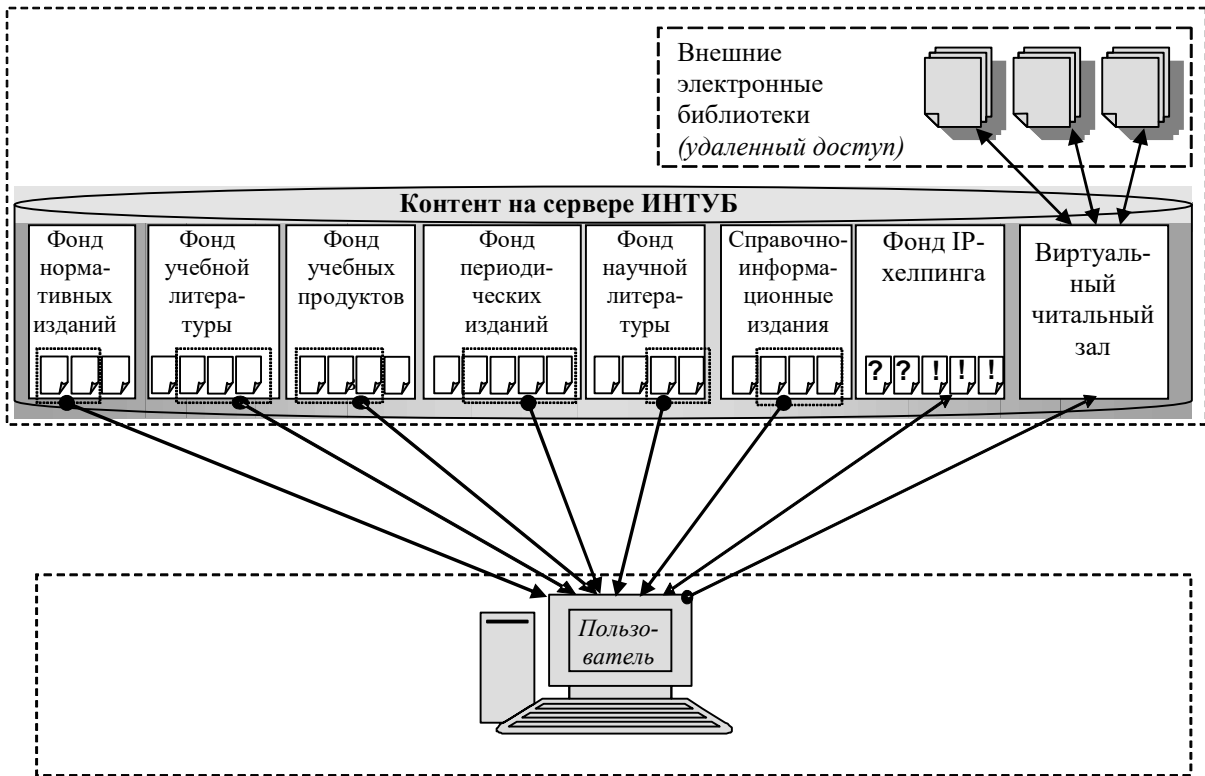 Внешние
электронные
библиотеки
(удаленный доступ)
Контент на сервере ИНТУБ
Фонд
норма-
тивных
изданий
Фонд
учебной
литера-
туры
Фонд
учебных
продуктов
Фонд
периоди-
ческих
изданий
Фонд
научной
литера-
туры
Справочно-
информа-
ционные
издания
Фонд IP-
хелпинга
? ? ! ! !
Виртуаль-
ный
читальный
зал
Пользо-
ватель